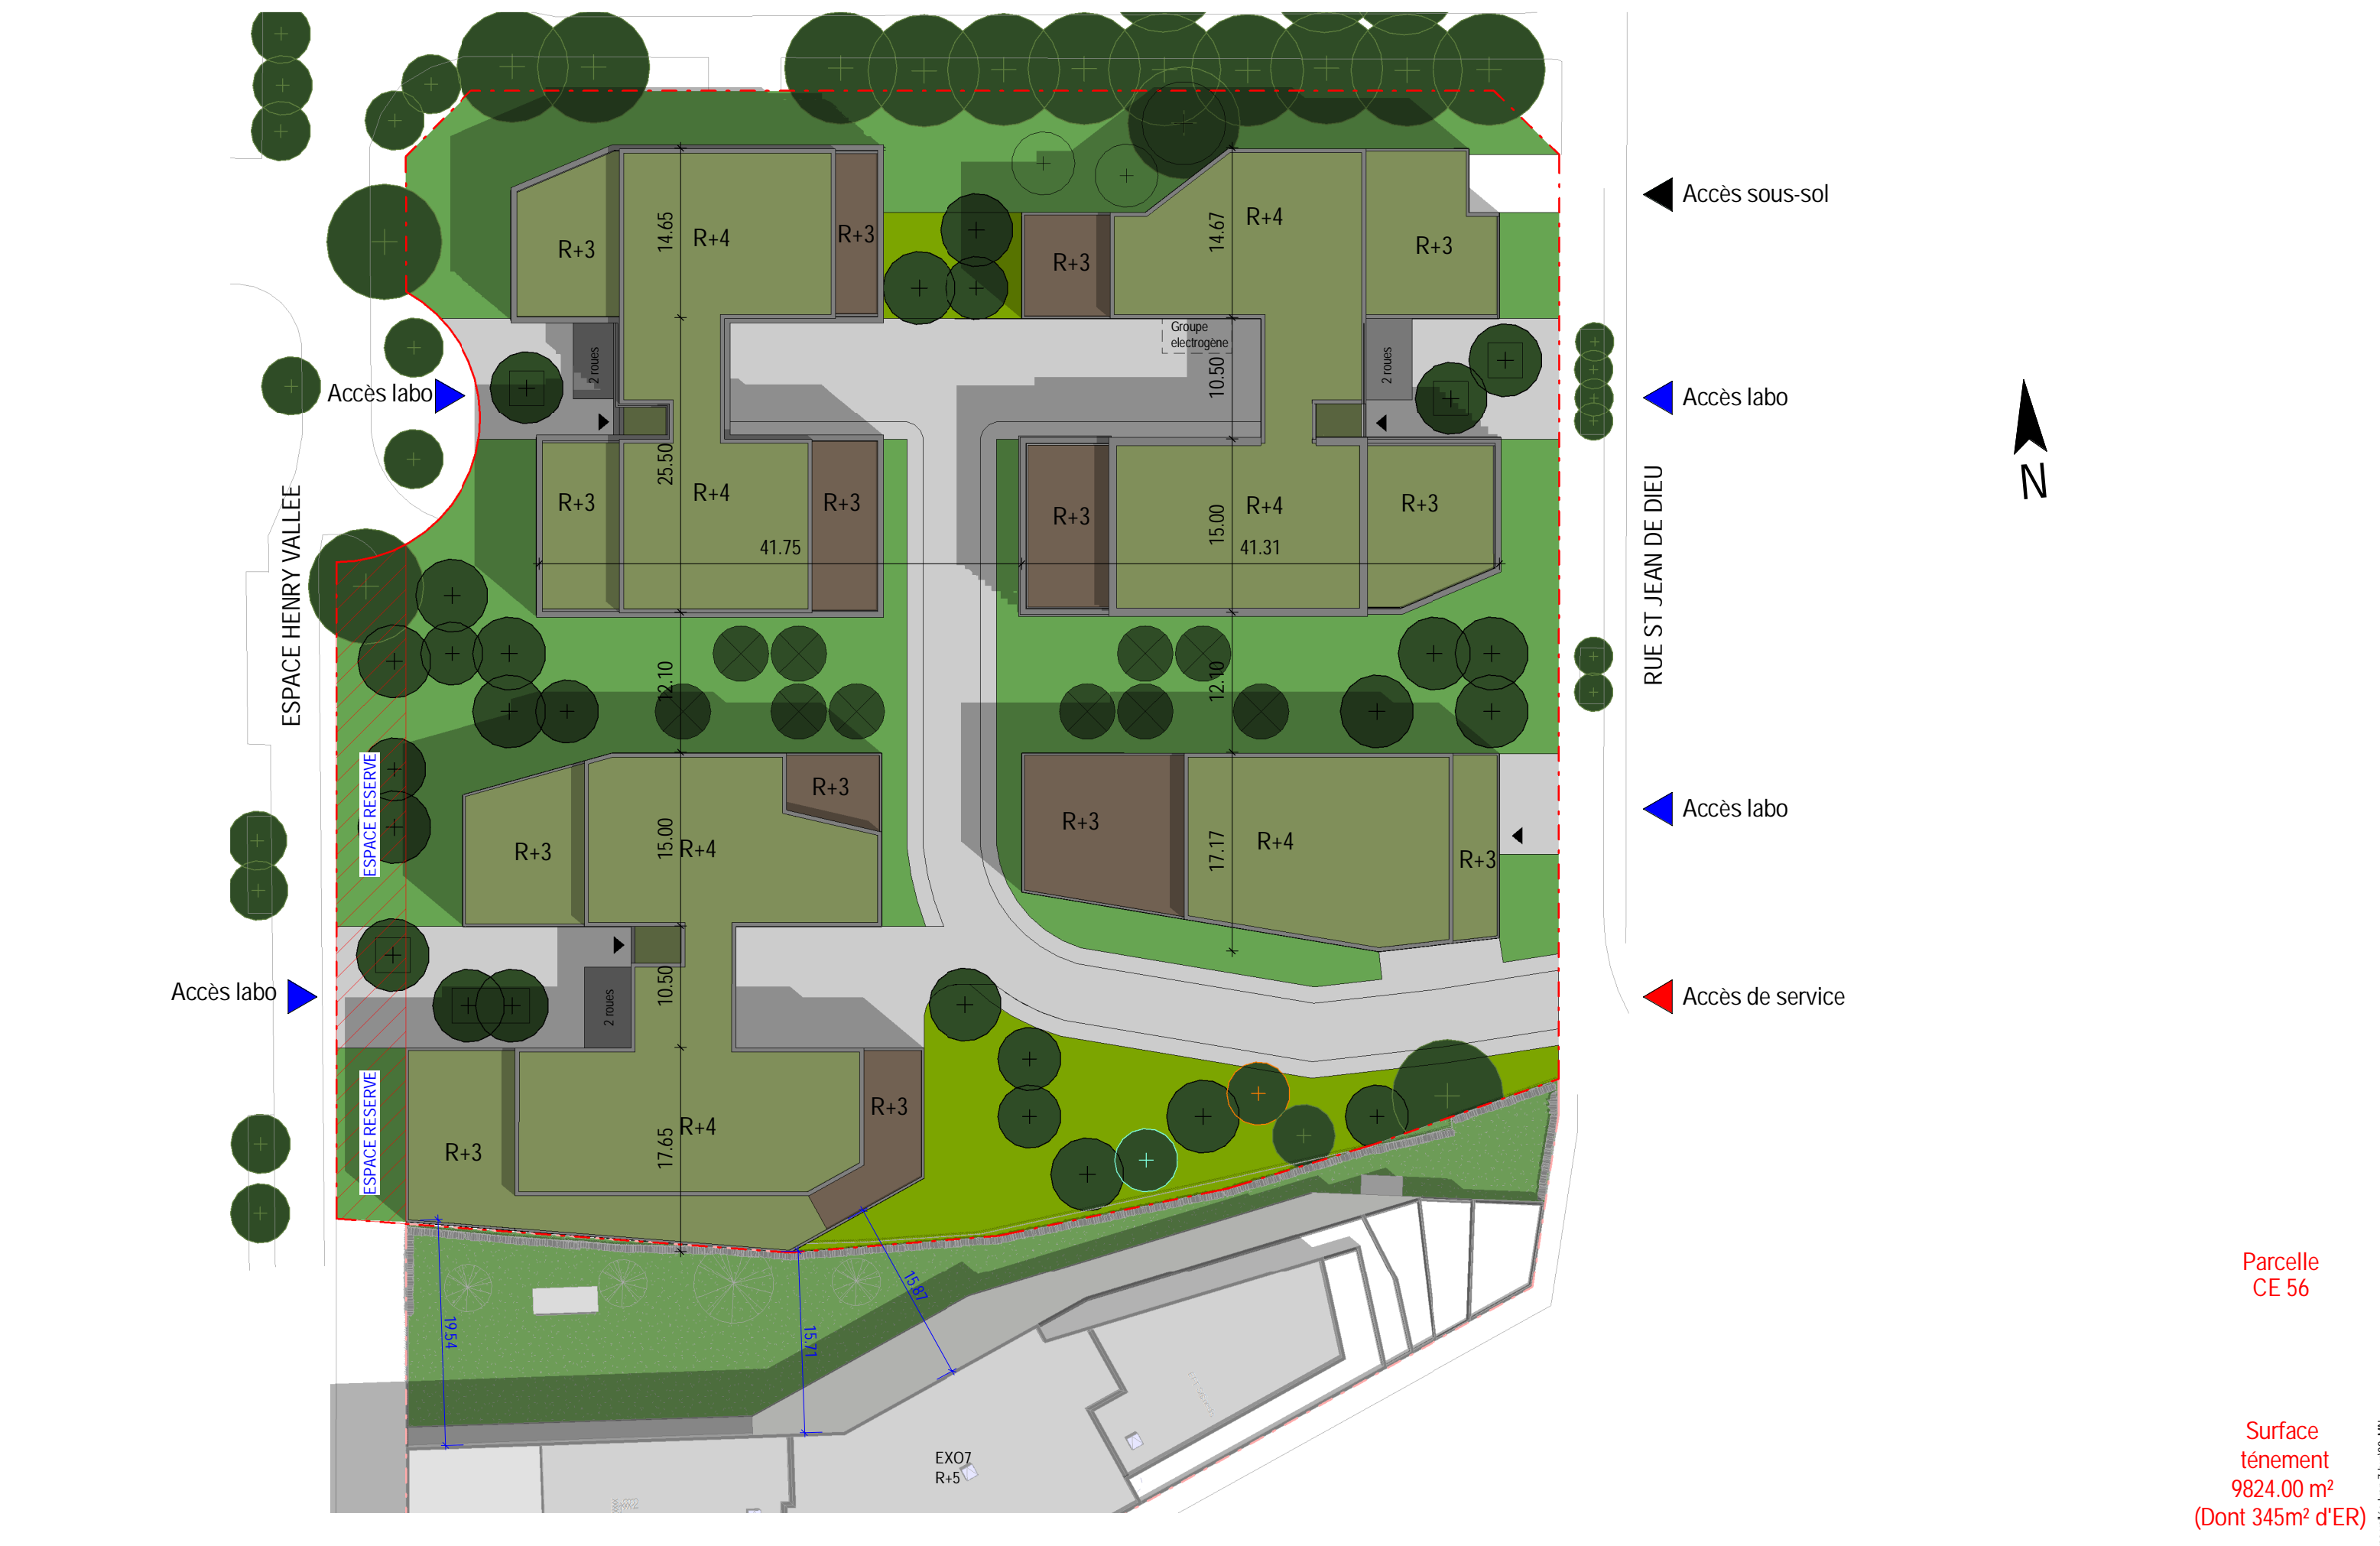 Accès sous-sol
R+3
14.65
R+4
R+3
R+3
14.67
R+4
R+3
Groupe
electrogène
2 roues
10.50
2 roues
Accès labo
Accès labo
25.50
R+3
R+4
R+3
R+3
15.00
R+4
R+3
41.75
41.31
ESPACE HENRY VALLEE
RUE ST JEAN DE DIEU
N
12.10
12.10
ESPACE RESERVE
R+3
15.00
R+4
R+3
R+3
17.17
R+4
R+3
Accès labo
Accès labo
10.50
2 roues
Accès de service
ESPACE RESERVE
R+3
17.65
R+4
R+3
19.54
15.71
15.87
EXO7
R+5
Parcelle
CE 56
Surface
ténement
9824.00 m²
(Dont 345m² d'ER)